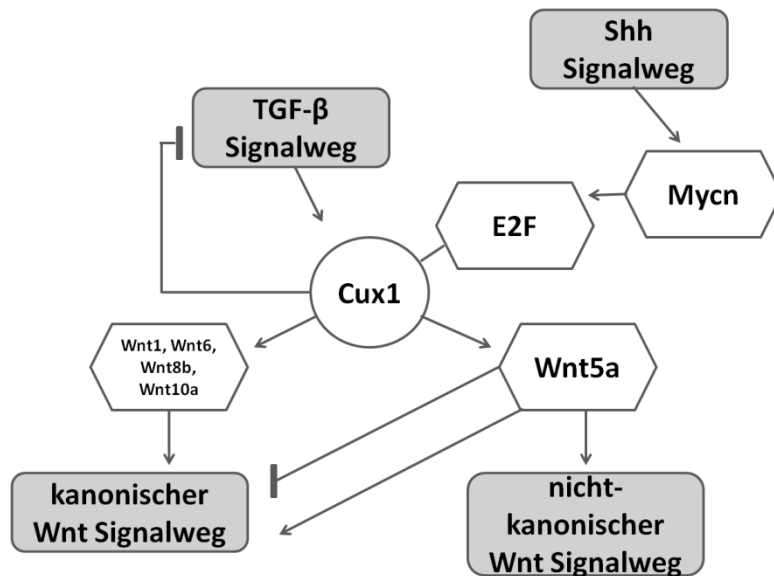 Shh
Signalweg
TGF-β
Signalweg
Mycn
E2F
Cux1
Wnt1, Wnt6,
Wnt8b,
Wnt10a
Wnt5a
kanonischer
Wnt Signalweg
nicht-
kanonischer
Wnt Signalweg